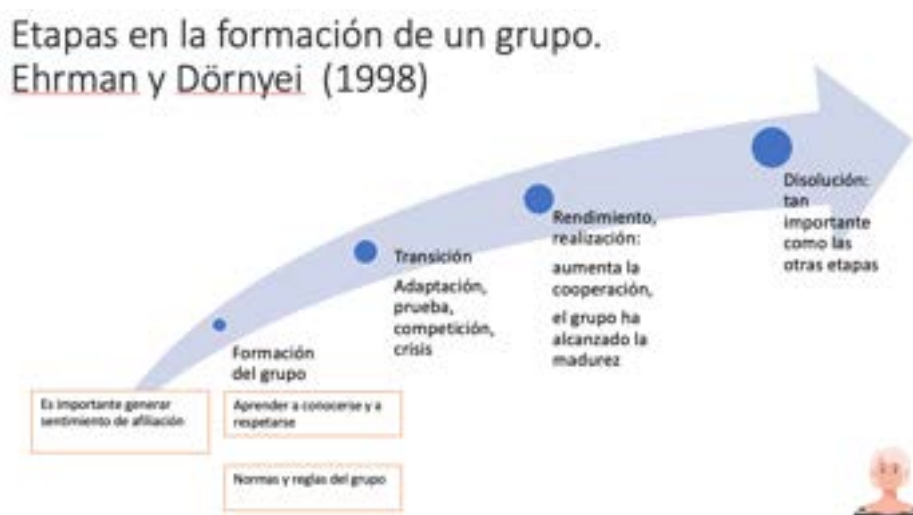 Etapas en la formación de un grupo.
Ehrman y Dörnyei (1998)
Formación
del grupo
Es importante generar
sentimiento de afiliación
Aprender a conocerse y a
respetarse
Normas y reglas del grupo
Transición
Adaptación,
prueba,
competición,
crisis
Rendimiento,
realización:
aumenta la
cooperación,
el grupo ha
alcanzado la
madurez
Disolución:
tan
importante
como las
otras etapas